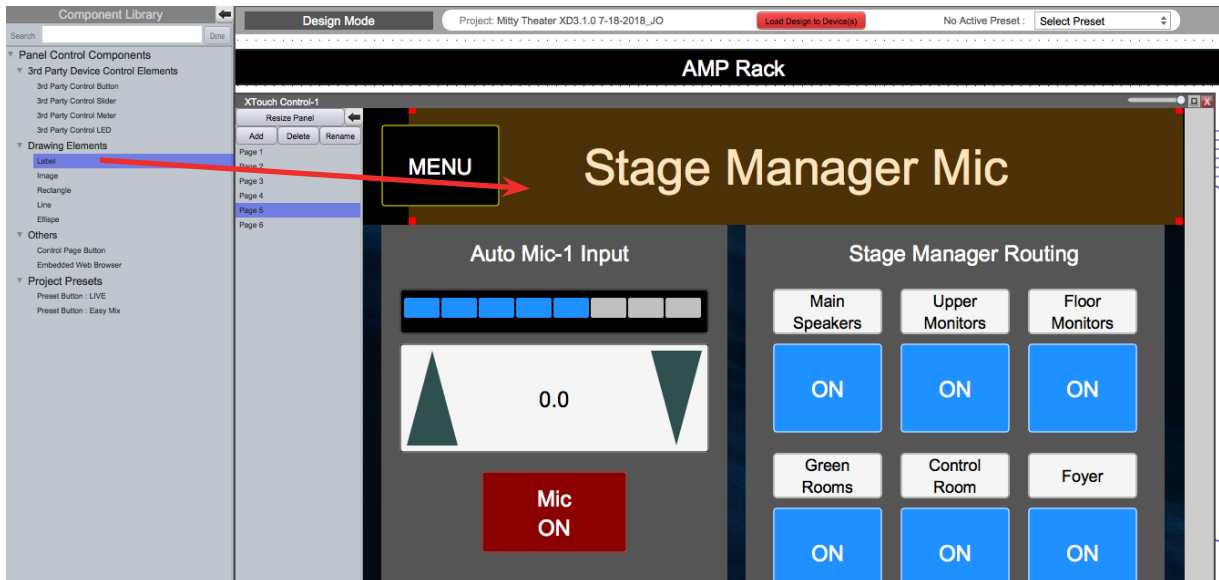 Component Library
Search
Done
Panel Control Components
3rd Party Device Control Elements
3rd Party Control Button
3rd Party Control Slider
3rd Party Control Meter
3rd Party Control LED
Drawing Elements
Label
Image
Rectangle
Line
Ellispe
Others
Control Page Button
Embedded Web Browser
Project Presets
Preset Button : LIVE
Preset Button : Easy Mix
Design Mode
Project: Mitty Theater XD3.1.0 7-18-2018_JO
Load Design to Device(s)
No Active Preset :
Select Preset
AMP Rack
XTouch Control-1
Resize Panel
Add
Delete
Rename
Page 1
Page 2
Page 3
Page 4
Page 5
Page 6
MENU
Stage Manager Mic
Auto Mic-1 Input
0.0
Mic
ON
Stage Manager Routing
Main
Speakers
Upper
Monitors
Floor
Monitors
ON
ON
ON
Green
Rooms
Control
Room
Foyer
ON
ON
ON